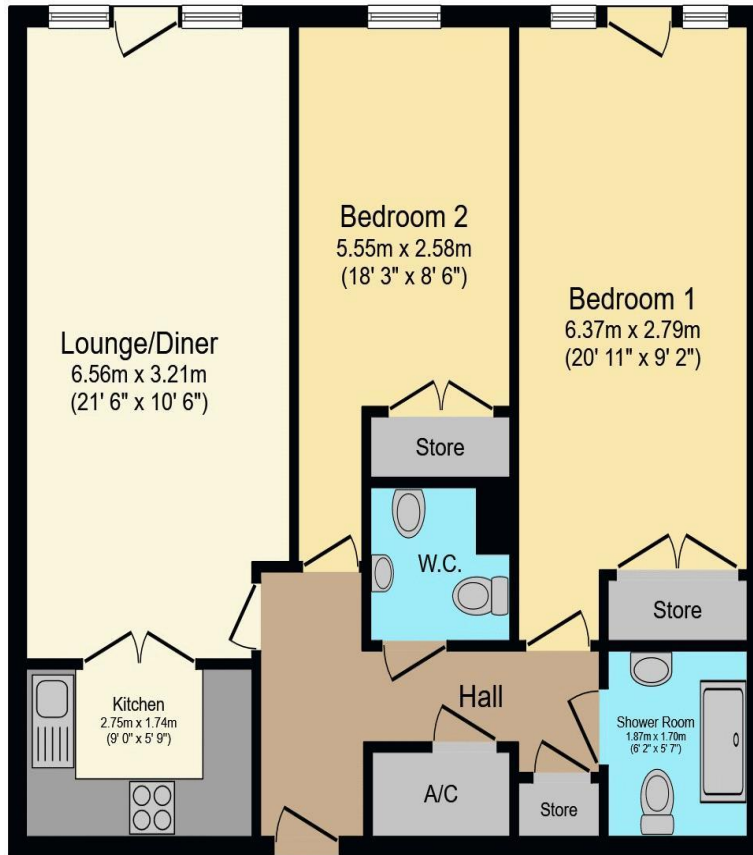 Lounge/Diner
6.56m x 3.21m
(21' 6" x 10' 6")
Bedroom 2
5.55m x 2.58m
(18' 3" x 8' 6")
Bedroom 1
6.37m x 2.79m
(20' 11" x 9' 2")
Store
W.C.
Store
Kitchen
2.75m x 1.74m
(9' 0" x 5' 9")
Hall
Shower Room
1.87m x 1.70m
(6' 2" x 5' 7")
A/C
Store